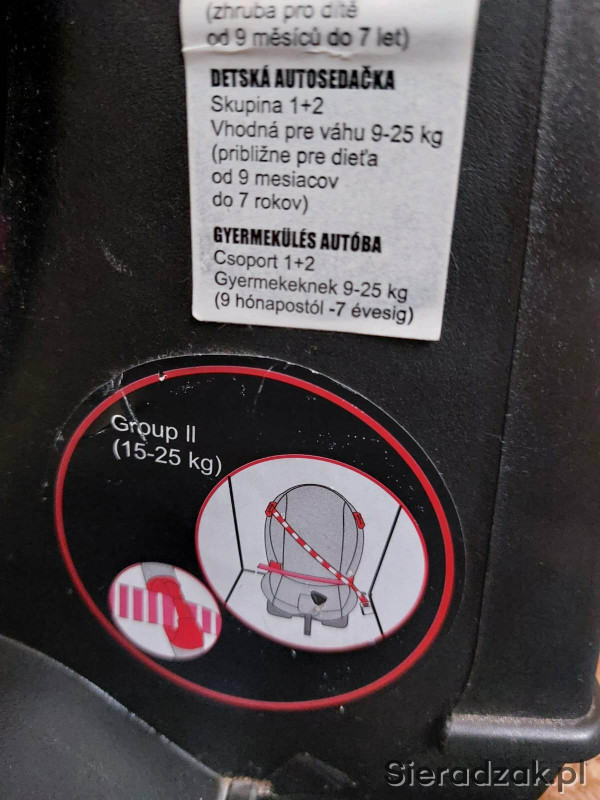 (zhruba pro dítě
od 9 měsíců do 7 let)
DETSKÁ AUTOSEDAČKA
Skupina 1+2
Vhodná pre váhu 9-25 kg
(približne pre dieťa
od 9 mesiacov
do 7 rokov)
GYERMEKÜLÉS AUTÓBA
Csoport 1+2
Gyermekeknek 9-25 kg
(9 hónapostól -7 évesig)
Group II
(15-25 kg)
Sieradzak.pl